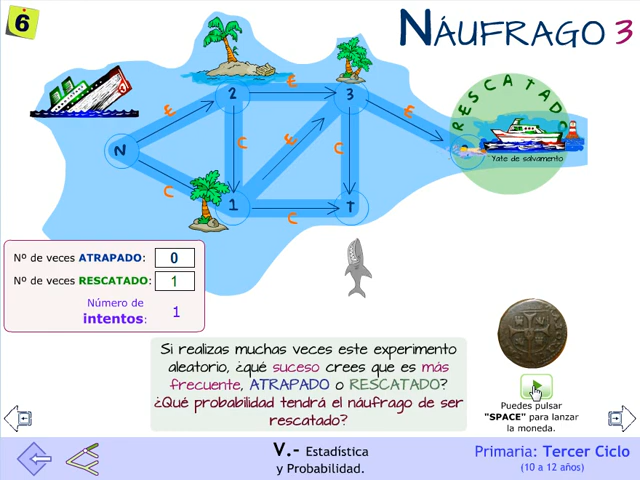 6
NÁUFRAGO 3
RESCATADO
"Yate de salvamento
E
2
E
3
E
N
C
E
C
C
1
C
T
Nº de veces ATRAPADO: 0
Nº de veces RESCATADO: 1
Número de
intentos: 1
Si realizas muchas veces este experimento
aleatorio, ¿qué suceso crees que es más
frecuente, ATRAPADO o RESCATADO?
¿Qué probabilidad tendrá el náufrago de ser
rescatado?
Puedes pulsar
"SPACE" para lanzar
la moneda.
V.- Estadística
y Probabilidad.
Primaria: Tercer Ciclo
(10 a 12 años)